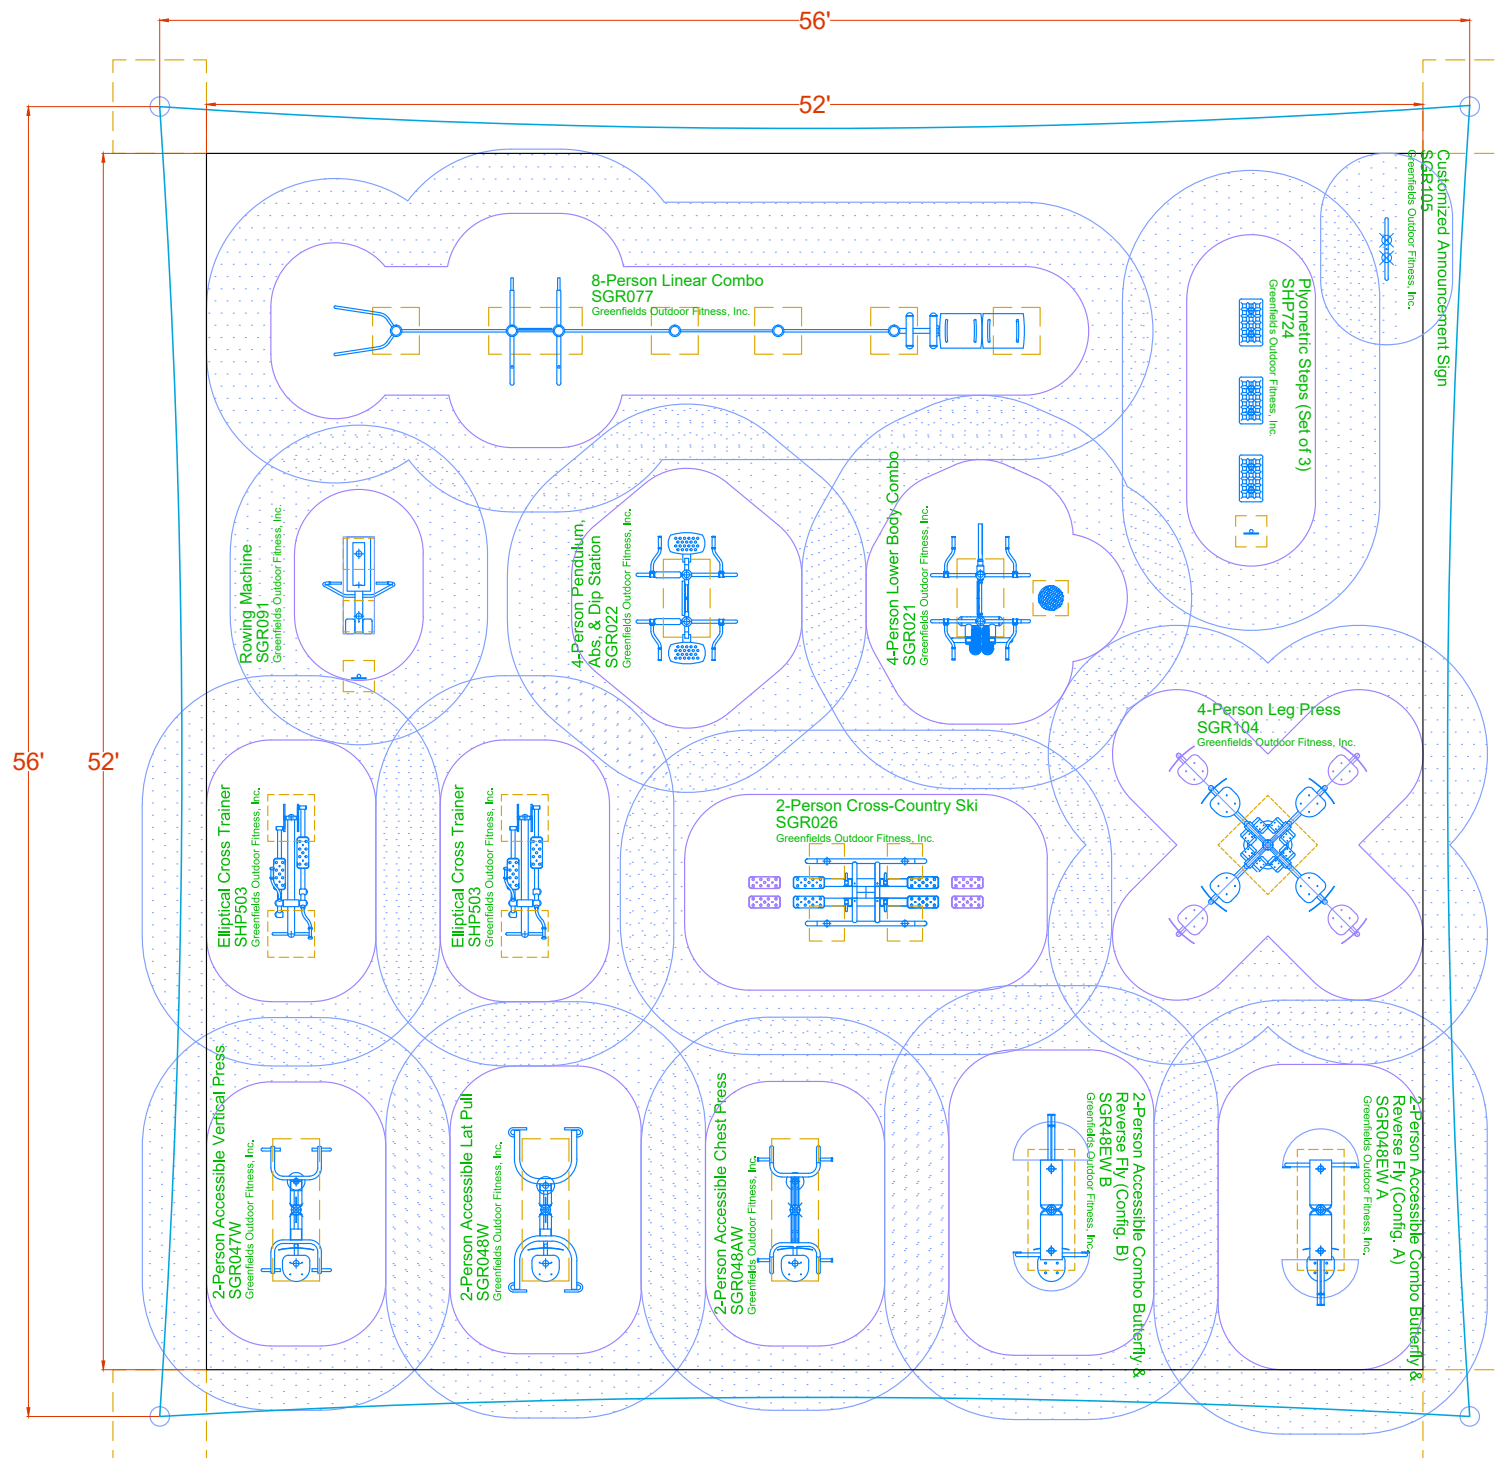 56'
52'
56'
52'
Customized Announcement Sign
SGR105
Greenfields Outdoor Fitness, Inc.
8-Person Linear Combo
SGR077
Greenfields Outdoor Fitness, Inc.
Plyometric Steps (Set of 3)
SHP724
Greenfields Outdoor Fitness, Inc.
Rowing Machine
SGR091
Greenfields Outdoor Fitness, Inc.
4-Person Pendulum,
Abs, & Dip Station
SGR022
Greenfields Outdoor Fitness, Inc.
4-Person Lower Body Combo
SGR021
Greenfields Outdoor Fitness, Inc.
4-Person Leg Press
SGR104
Greenfields Outdoor Fitness, Inc.
Elliptical Cross Trainer
SHP503
Greenfields Outdoor Fitness, Inc.
Elliptical Cross Trainer
SHP503
Greenfields Outdoor Fitness, Inc.
2-Person Cross-Country Ski
SGR026
Greenfields Outdoor Fitness, Inc.
2-Person Accessible Vertical Press
SGR047W
Greenfields Outdoor Fitness, Inc.
2-Person Accessible Lat Pull
SGR048W
Greenfields Outdoor Fitness, Inc.
2-Person Accessible Chest Press
SGR048AW
Greenfields Outdoor Fitness, Inc.
2-Person Accessible Combo Butterfly &
Reverse Fly (Config. B)
SGR48EW B
Greenfields Outdoor Fitness, Inc.
2-Person Accessible Combo Butterfly &
Reverse Fly (Config. A)
SGR048EW A
Greenfields Outdoor Fitness, Inc.